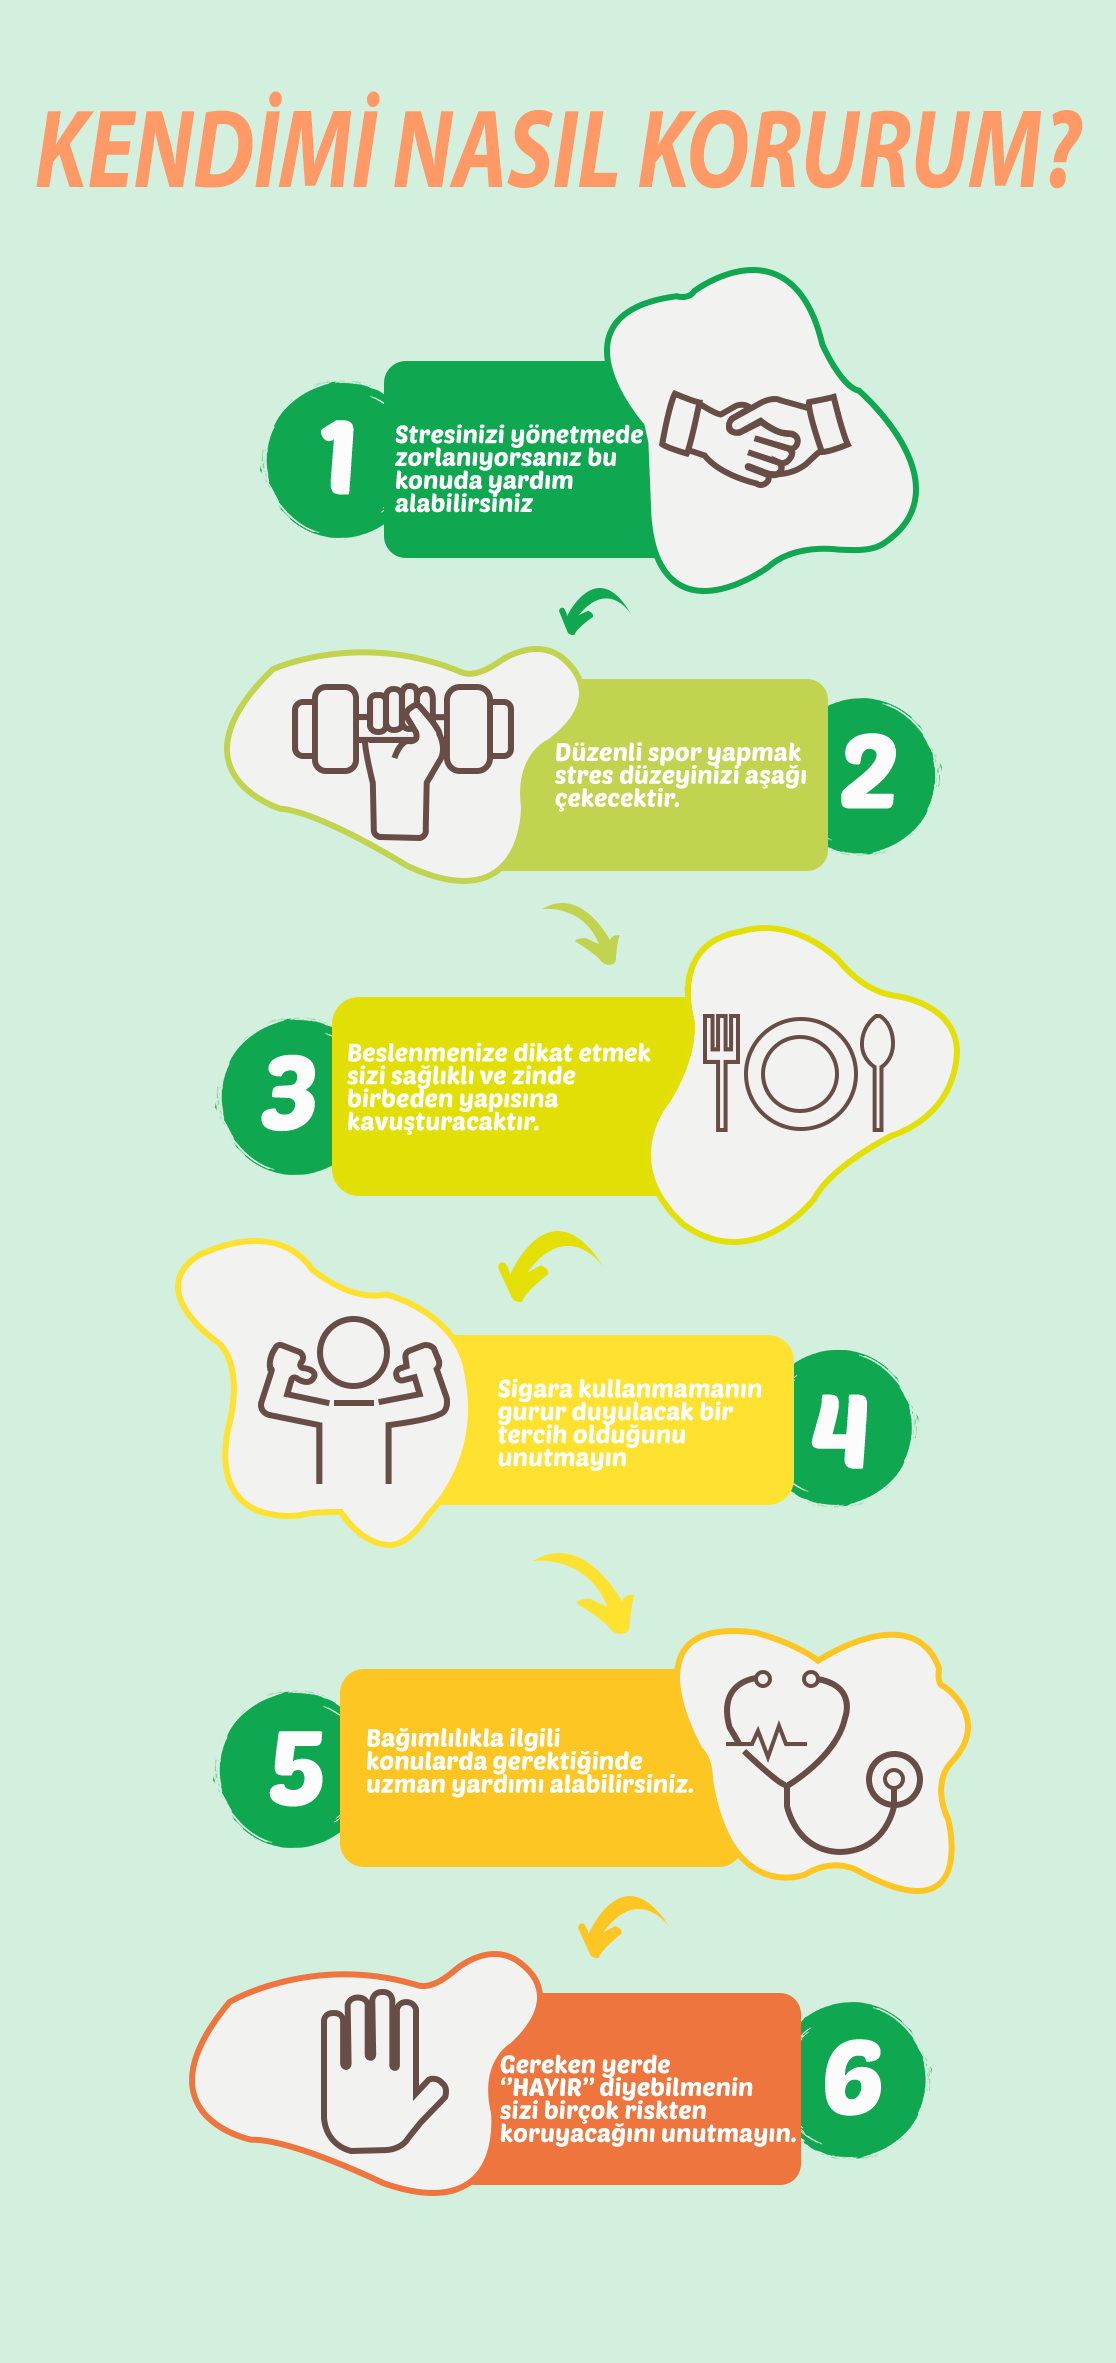 KENDİMİ NASIL KORURUM?
1
Stresinizi yönetmede
zorlanıyorsanız bu
konuda yardım
alabilirsiniz
2
Düzenli spor yapmak
stres düzeyinizi aşağı
çekecektir.
3
Beslenmenize dikat etmek
sizi sağlıklı ve zinde
birbeden yapısına
kavuşturacaktır.
4
Sigara kullanmamanın
gurur duyulacak bir
tercih olduğunu
unutmayın
5
Bağımlılıkla ilgili
konularda gerektiğinde
uzman yardımı alabilirsiniz.
6
Gereken yerde
‘’HAYIR’’ diyebilmenin
sizi birçok riskten
koruyacağını unutmayın.